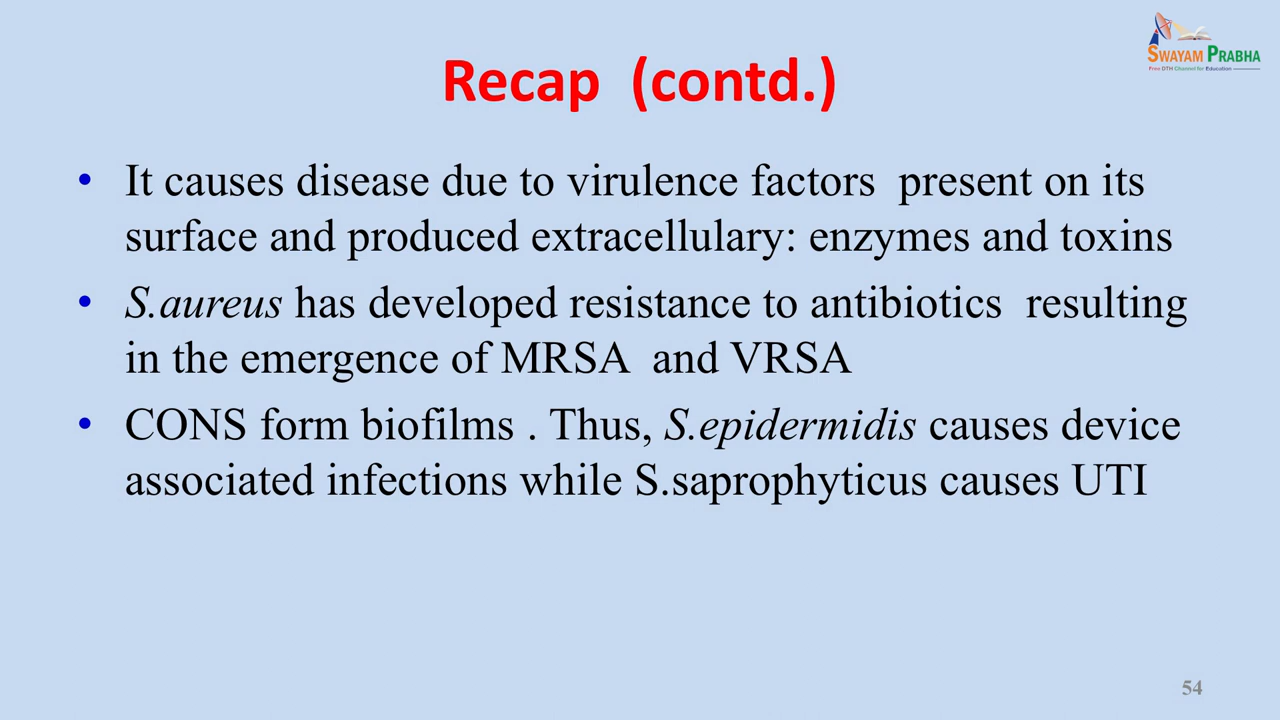 SWAYAM PRABHA
Free DTH Channel for Education
Recap (contd.)
• It causes disease due to virulence factors present on its
surface and produced extracellulary: enzymes and toxins
• S.aureus has developed resistance to antibiotics resulting
in the emergence of MRSA and VRSA
• CONS form biofilms . Thus, S.epidermidis causes device
associated infections while S.saprophyticus causes UTI
54